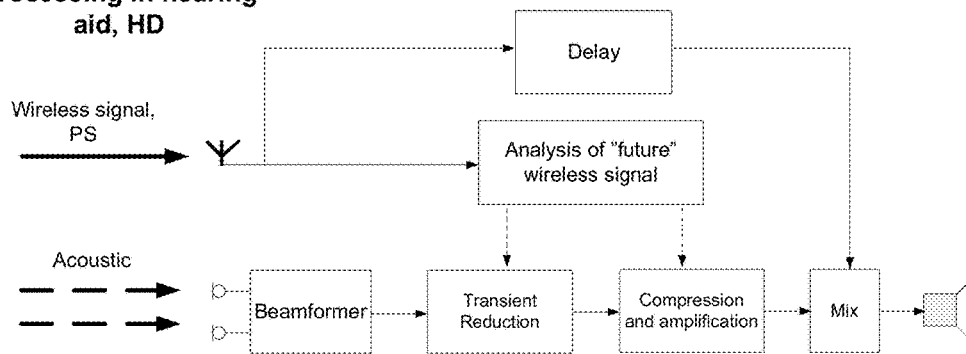 aid, HD
Delay
Wireless signal,
PS
Analysis of "future"
wireless signal
Acoustic
Beamformer
Transient
Reduction
Compression
and amplification
Mix